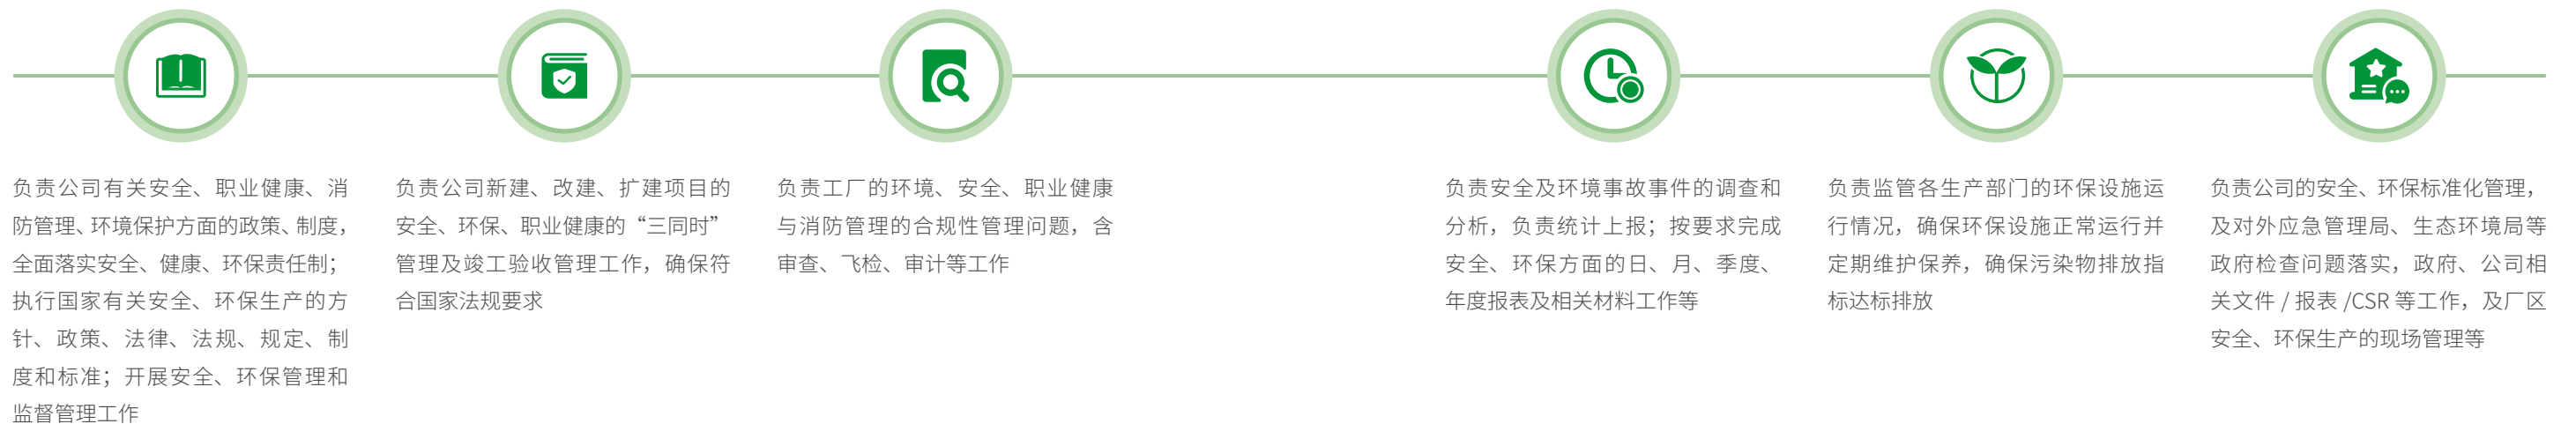 负责公司有关安全、职业健康、消
防管理、环境保护方面的政策、制度，
全面落实安全、健康、环保责任制；
执行国家有关安全、环保生产的方
针、政策、法律、法规、规定、制
度和标准；开展安全、环保管理和
监督管理工作
负责公司新建、改建、扩建项目的
安全、环保、职业健康的“三同时”
管理及竣工验收管理工作，确保符
合国家法规要求
负责工厂的环境、安全、职业健康
与消防管理的合规性管理问题，含
审查、飞检、审计等工作
负责安全及环境事故事件的调查和
分析，负责统计上报；按要求完成
安全、环保方面的日、月、季度、
年度报表及相关材料工作等
负责监管各生产部门的环保设施运
行情况，确保环保设施正常运行并
定期维护保养，确保污染物排放指
标达标排放
负责公司的安全、环保标准化管理，
及对外应急管理局、生态环境局等
政府检查问题落实，政府、公司相
关文件 / 报表 /CSR 等工作，及厂区
安全、环保生产的现场管理等